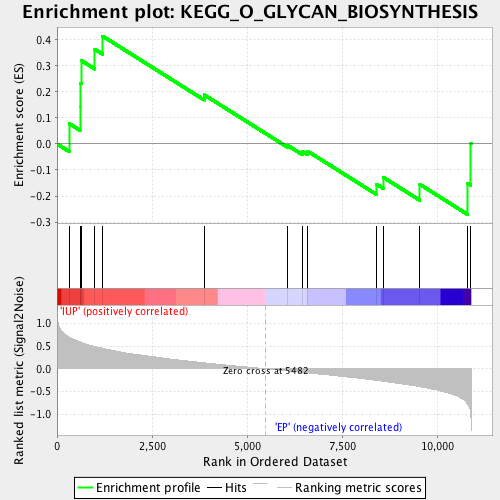 Enrichment plot: KEGG_O_GLYCAN_BIOSYNTHESIS
Enrichment score (ES)
0.4
0.3
0.2
0.1
0.0
-0.1
-0.2
-0.3
Ranked list metric (Signal2Noise)
'IUP' (positively correlated)
1.0
0.5
0.0
-0.5
-1.0
Zero cross at 5482
'EP' (negatively correlated)
0 2,500 5,000 7,500 10,000
Rank in Ordered Dataset
Enrichment profile Hits Ranking metric scores